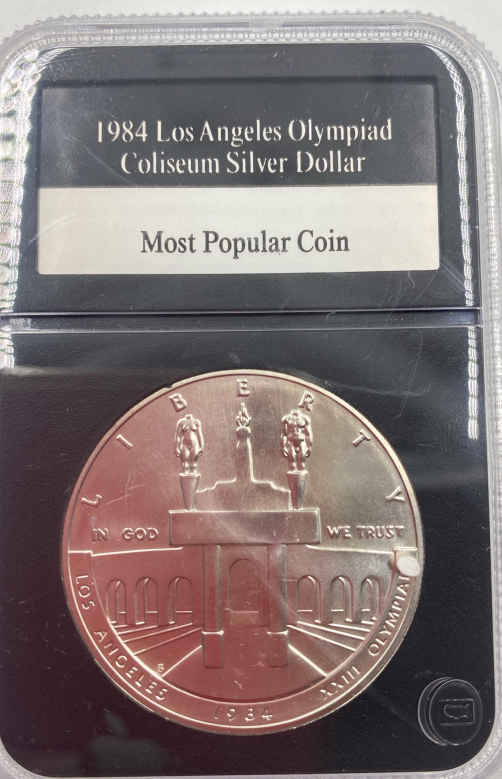 1984 Los Angeles Olympiad
Coliseum Silver Dollar
Most Popular Coin
LIBERTY
IN GOD WE TRUST
LOS ANGELES 1984 XXIII OLYMPIAD